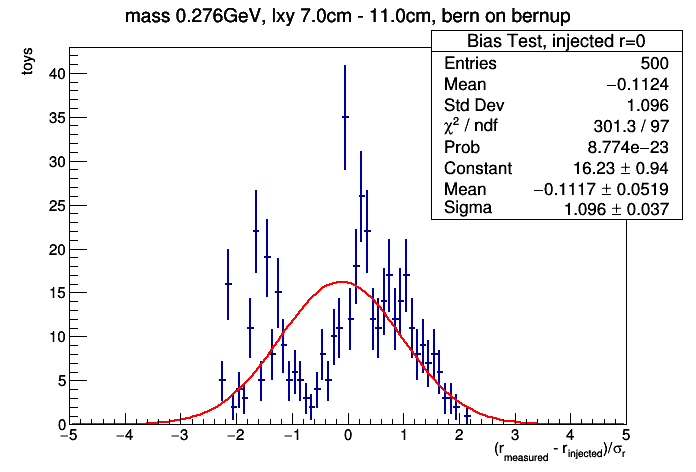 mass 0.276GeV, lxy 7.0cm - 11.0cm, bern on bernup
Bias Test, injected r=0
Entries 500
Mean −0.1124
Std Dev 1.096
χ² / ndf 301.3 / 97
Prob 8.774e−23
Constant 16.23 ± 0.94
Mean −0.1117 ± 0.0519
Sigma 1.096 ± 0.037
toys
40
35
30
25
20
15
10
5
0
−5 −4 −3 −2 −1 0 1 2 3 4 5
(r_measured - r_injected)/σ_r